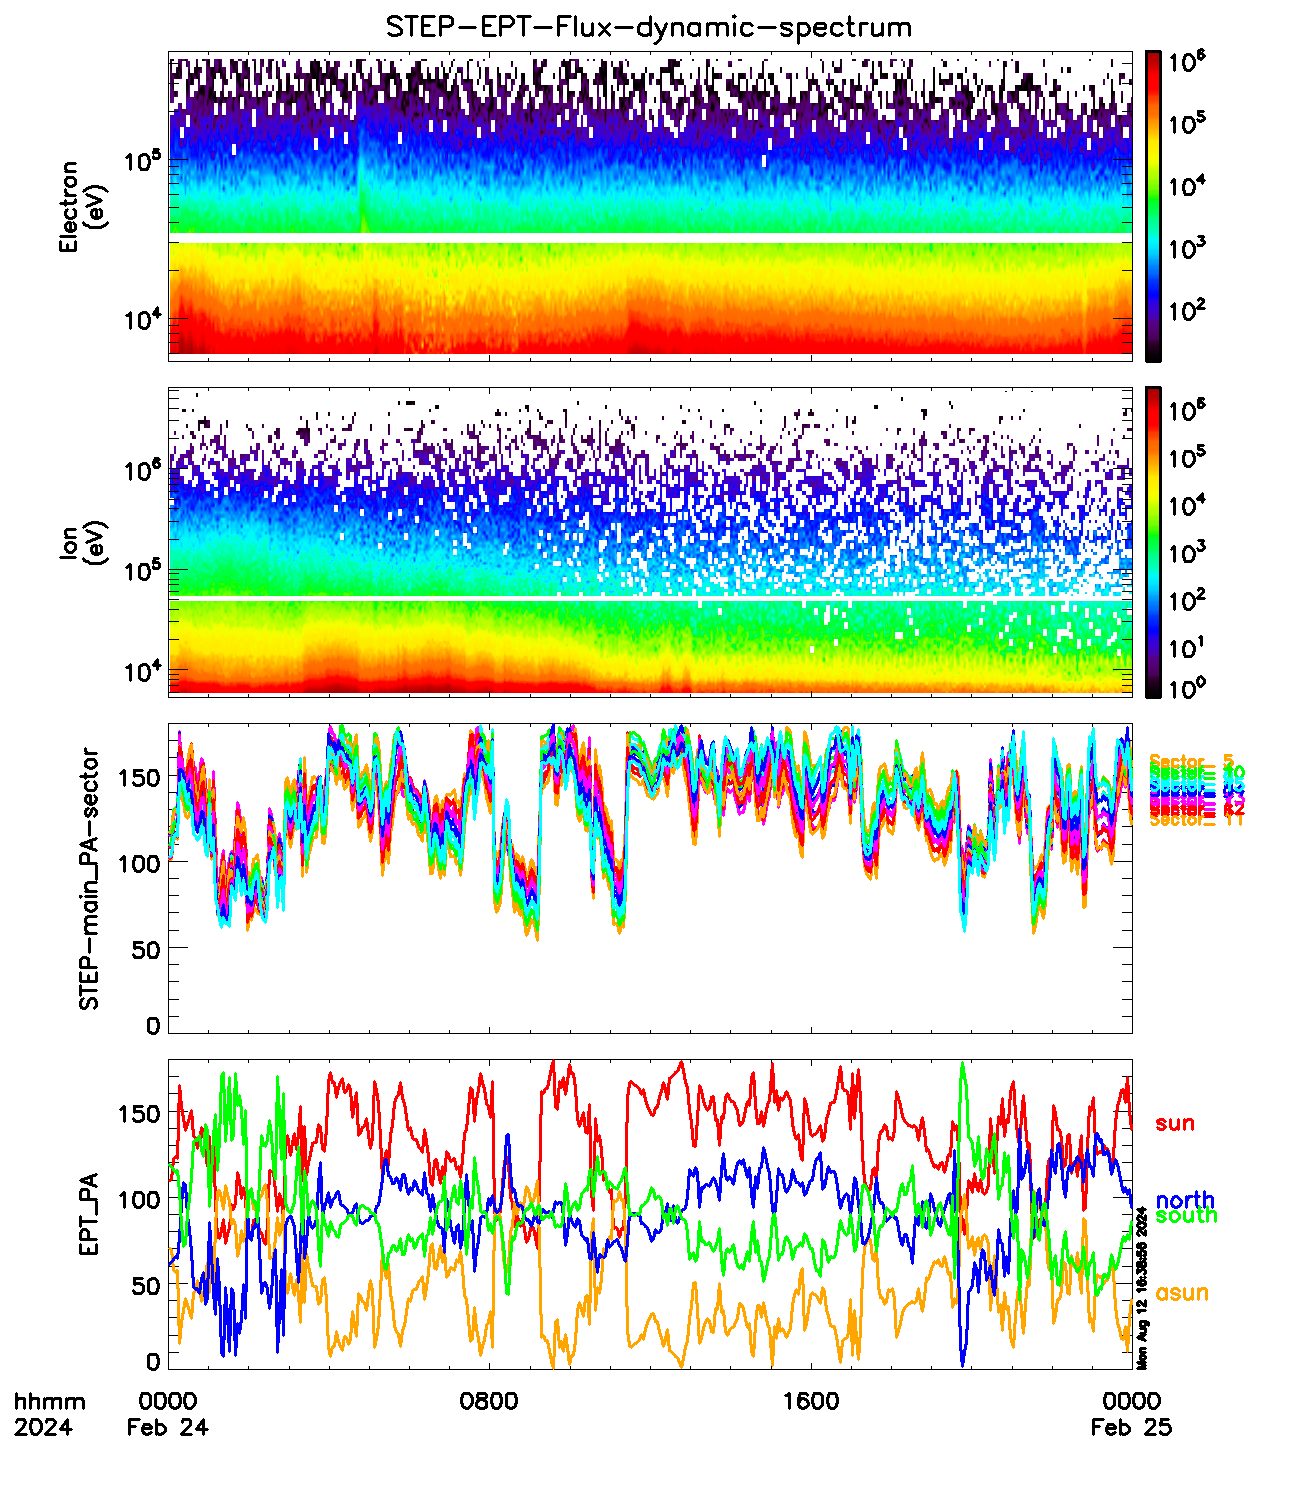 STEP-EPT-Flux-dynamic-spectrum
Electron
(eV)
10^5
10^4
10^6
10^5
10^4
10^3
10^2
Ion
(eV)
10^6
10^5
10^4
10^6
10^5
10^4
10^3
10^2
10^1
10^0
STEP-main_PA-sector
150
100
50
0
Sector_ 5
Sector_ 11
EPT_PA
150
100
50
0
sun
north
south
asun
Mon Aug 12 16:38:56 2024
hhmm 0000 0800 1600 0000
2024 Feb 24 Feb 25